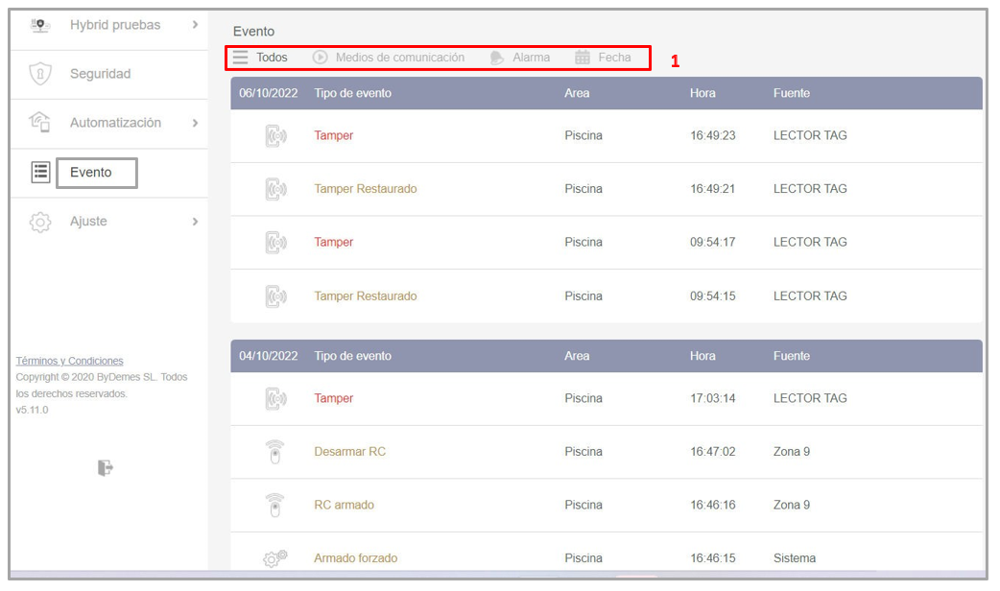 Hybrid pruebas
Seguridad
Automatización
Evento
Ajuste
Términos y Condiciones
Copyright © 2020 ByDemes SL. Todos
los derechos reservados.
v5.11.0
Evento
Todos Medios de comunicación Alarma Fecha 1
06/10/2022 Tipo de evento Area Hora Fuente
Tamper Piscina 16:49:23 LECTOR TAG
Tamper Restaurado Piscina 16:49:21 LECTOR TAG
Tamper Piscina 09:54:17 LECTOR TAG
Tamper Restaurado Piscina 09:54:15 LECTOR TAG
04/10/2022 Tipo de evento Area Hora Fuente
Tamper Piscina 17:03:14 LECTOR TAG
Desarmar RC Piscina 16:47:02 Zona 9
RC armado Piscina 16:46:16 Zona 9
Armado forzado Piscina 16:46:15 Sistema